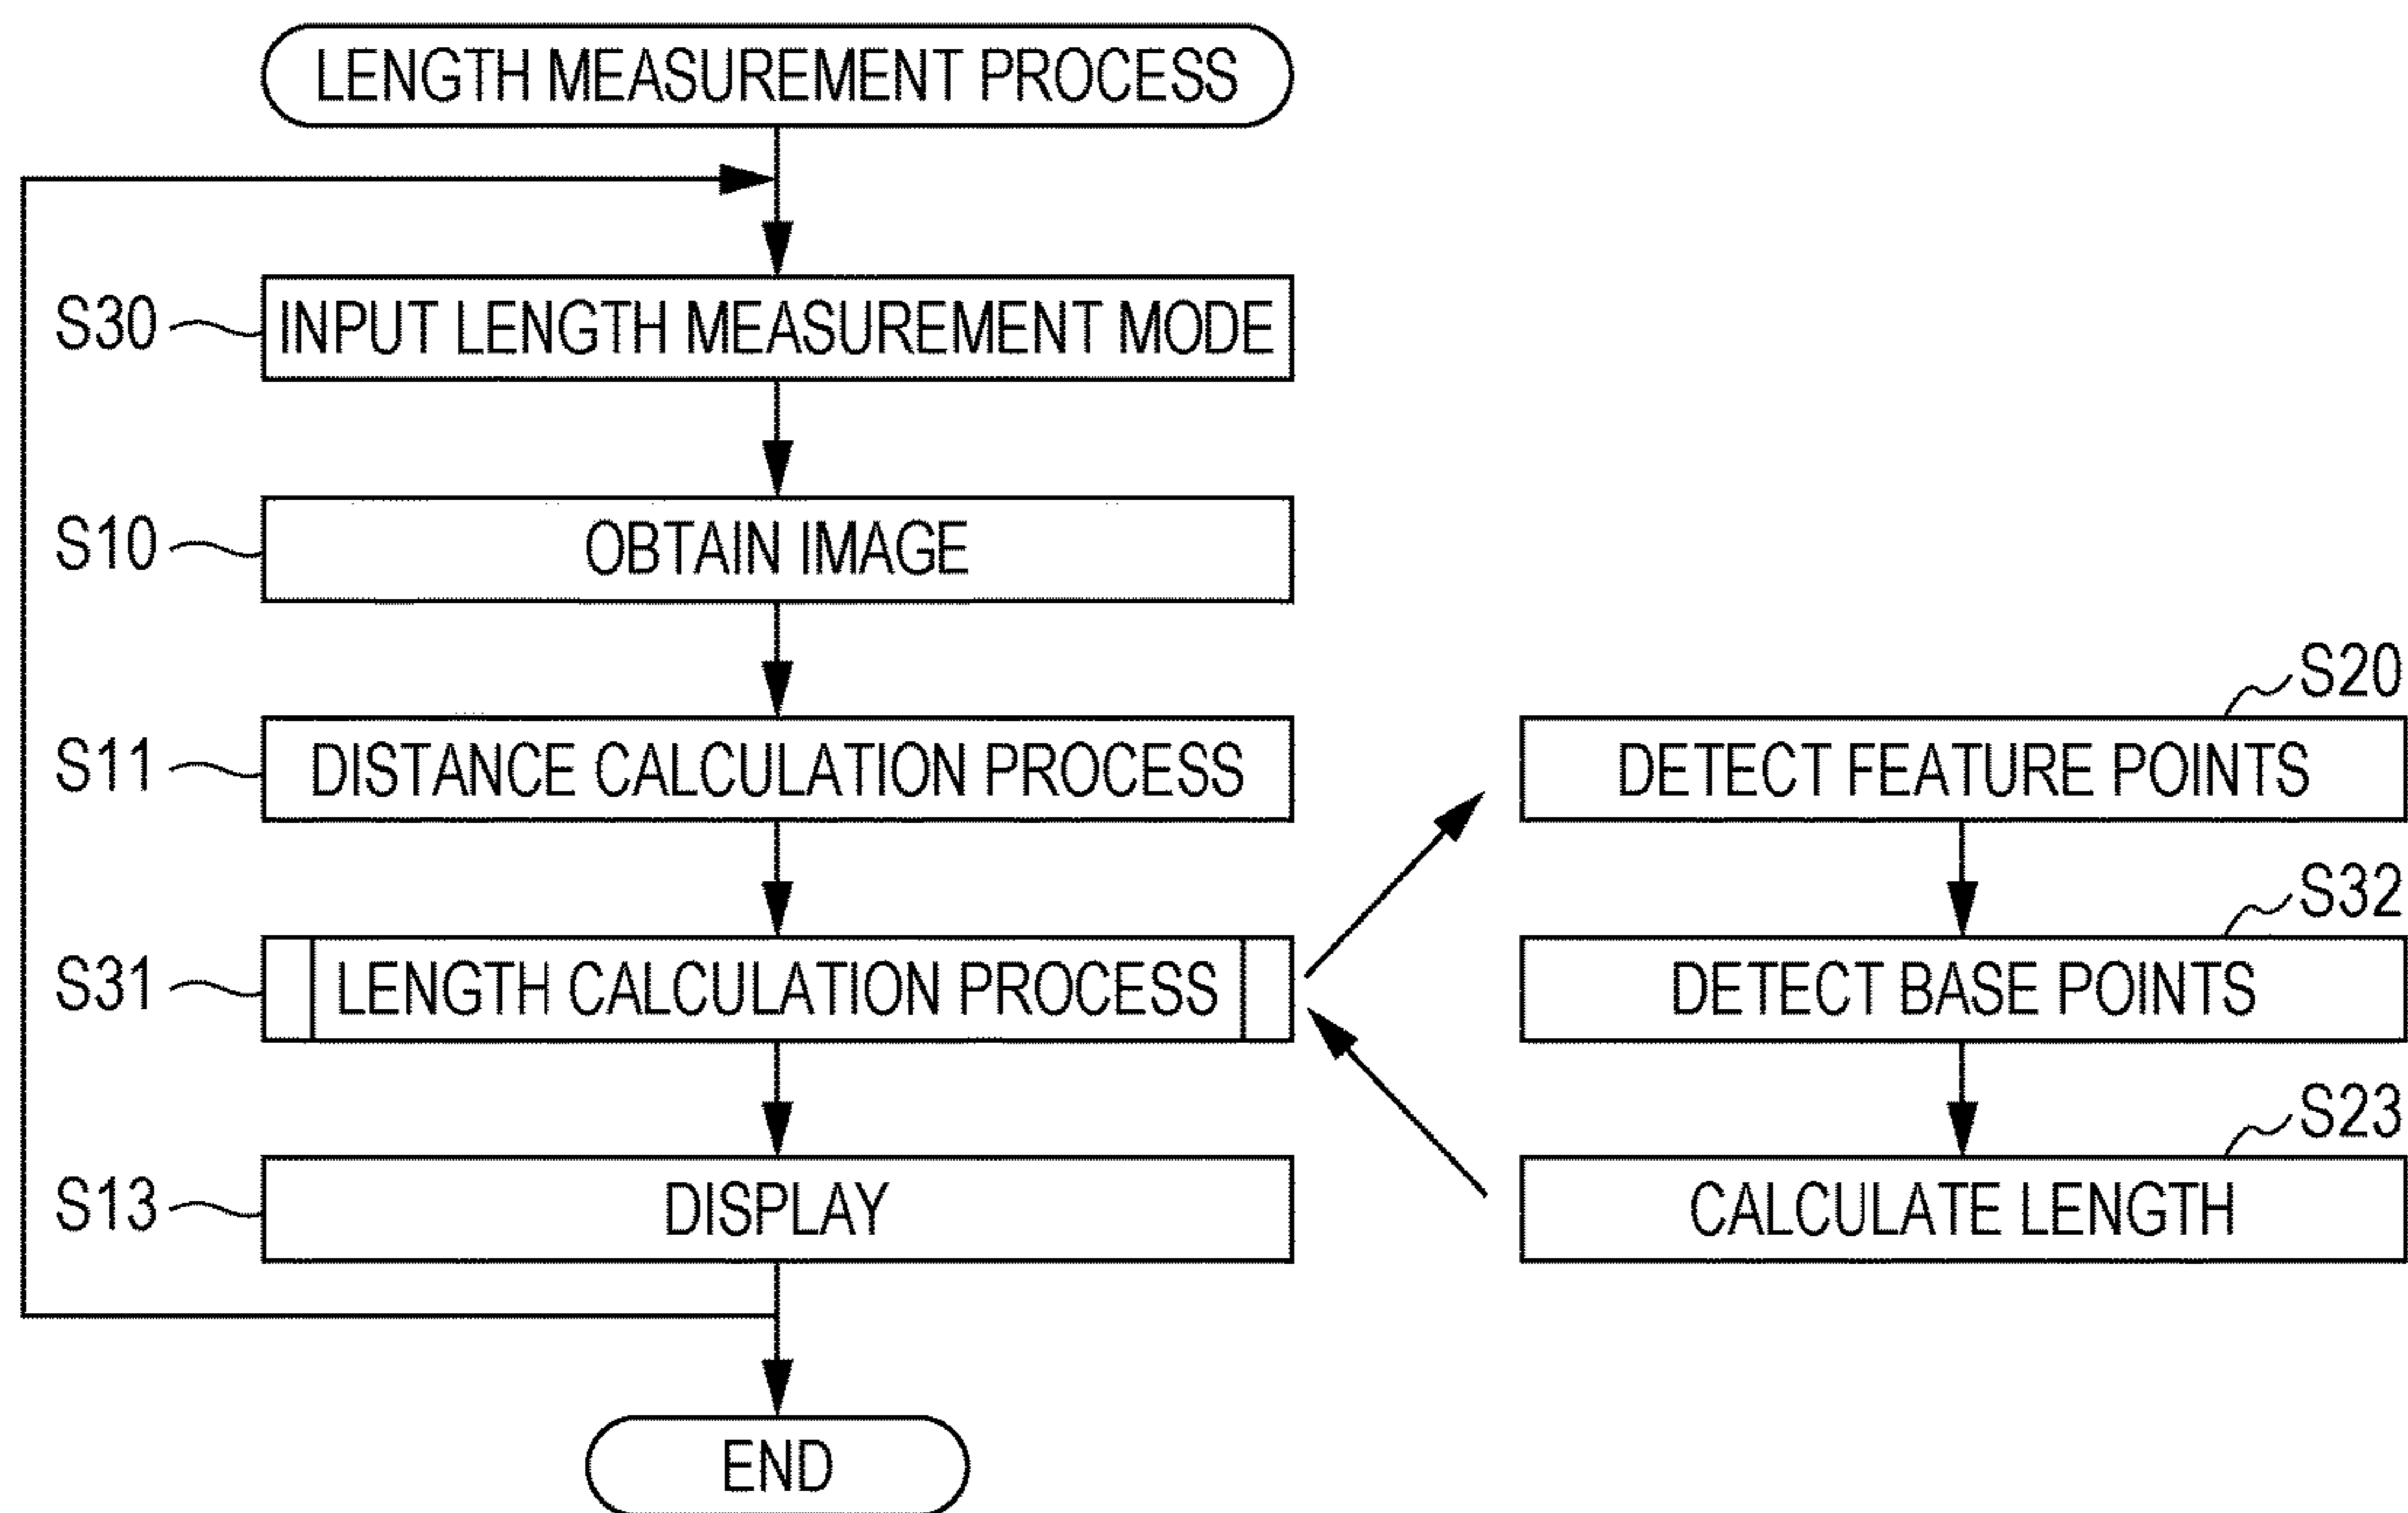 LENGTH MEASUREMENT PROCESS
S30
INPUT LENGTH MEASUREMENT MODE
S10
OBTAIN IMAGE
S11
DISTANCE CALCULATION PROCESS
S31
LENGTH CALCULATION PROCESS
S13
DISPLAY
END
S20
DETECT FEATURE POINTS
S32
DETECT BASE POINTS
S23
CALCULATE LENGTH